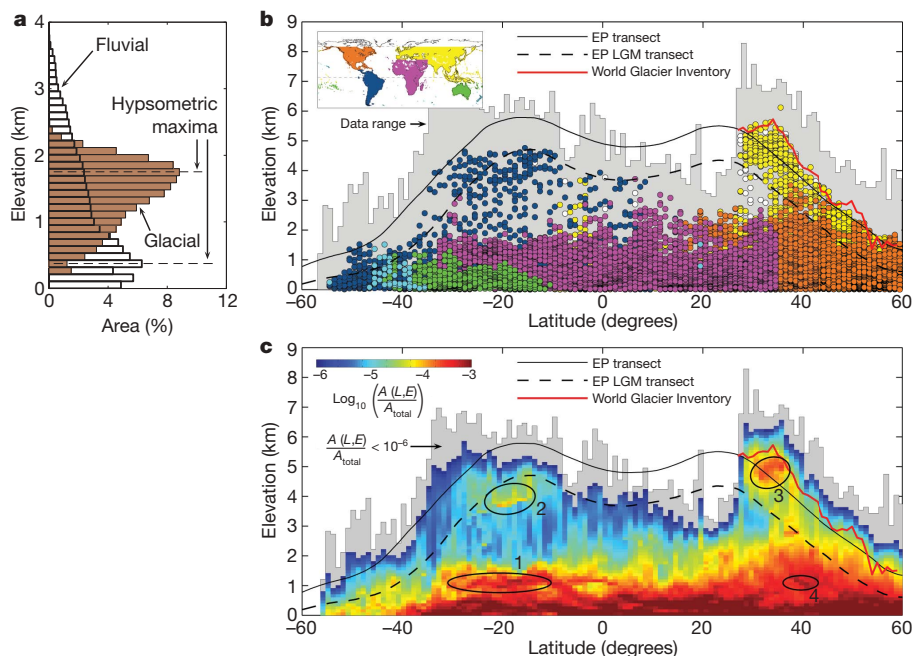 a
4
3
2
1
0
Elevation (km)
Fluvial
Hypsometric
maxima
Glacial
0
4
8
12
Area (%)
b
9
8
7
6
5
4
3
2
1
0
Elevation (km)
EP transect
EP LGM transect
World Glacier Inventory
Data range
−60
−40
−20
0
20
40
60
Latitude (degrees)
c
9
8
7
6
5
4
3
2
1
0
Elevation (km)
−6
−5
−4
−3
Log10 (A (L,E) / Atotal)
A (L,E) / Atotal < 10−6
EP transect
EP LGM transect
World Glacier Inventory
1
2
3
4
−60
−40
−20
0
20
40
60
Latitude (degrees)